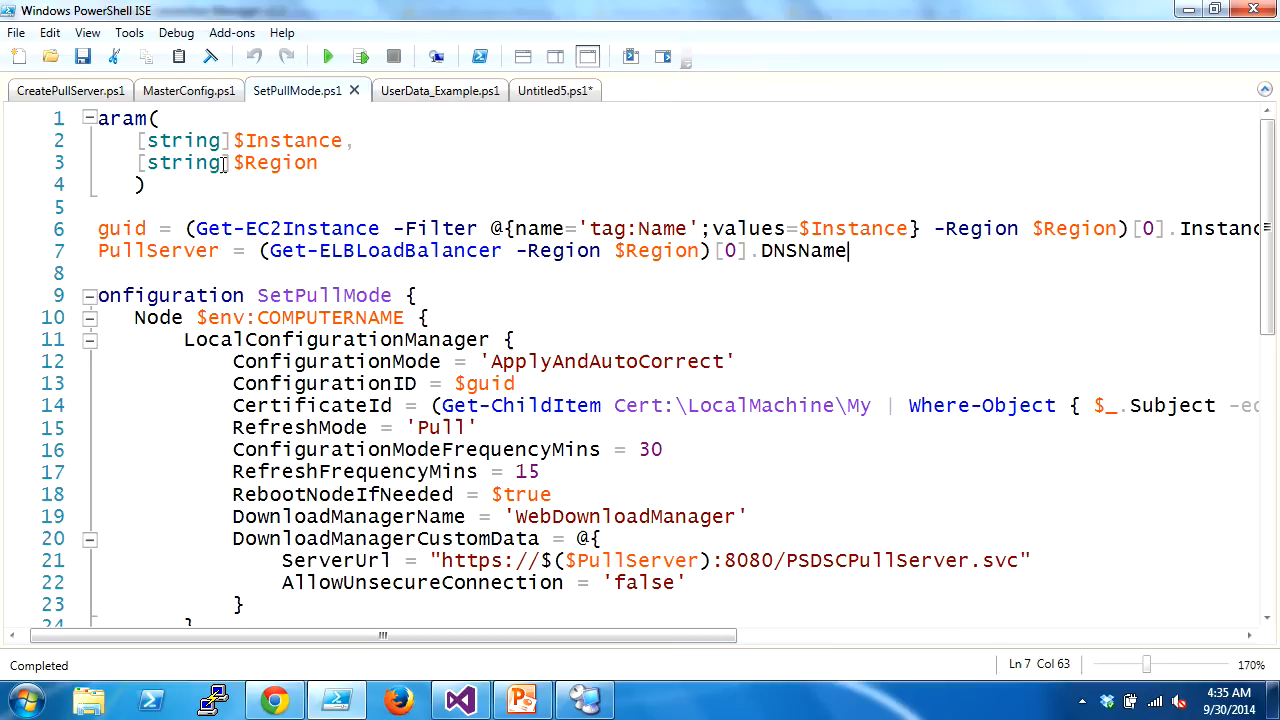 Windows PowerShell ISE
File Edit View Tools Debug Add-ons Help
CreatePullServer.ps1 MasterConfig.ps1 SetPullMode.ps1 UserData_Example.ps1 Untitled5.ps1*
1 aram(
2 [string]$Instance,
3 [string]$Region
4 )
5
6 guid = (Get-EC2Instance -Filter @{name='tag:Name';values=$Instance} -Region $Region)[0].Instanc
7 PullServer = (Get-ELBLoadBalancer -Region $Region)[0].DNSName
8
9 onfiguration SetPullMode {
10 Node $env:COMPUTERNAME {
11 LocalConfigurationManager {
12 ConfigurationMode = 'ApplyAndAutoCorrect'
13 ConfigurationID = $guid
14 CertificateId = (Get-ChildItem Cert:\LocalMachine\My | Where-Object { $_.Subject -eq
15 RefreshMode = 'Pull'
16 ConfigurationModeFrequencyMins = 30
17 RefreshFrequencyMins = 15
18 RebootNodeIfNeeded = $true
19 DownloadManagerName = 'WebDownloadManager'
20 DownloadManagerCustomData = @{
21 ServerUrl = "https://$($PullServer):8080/PSDSCPullServer.svc"
22 AllowUnsecureConnection = 'false'
23 }
24 }
Completed Ln 7 Col 63 170%
4:35 AM
9/30/2014